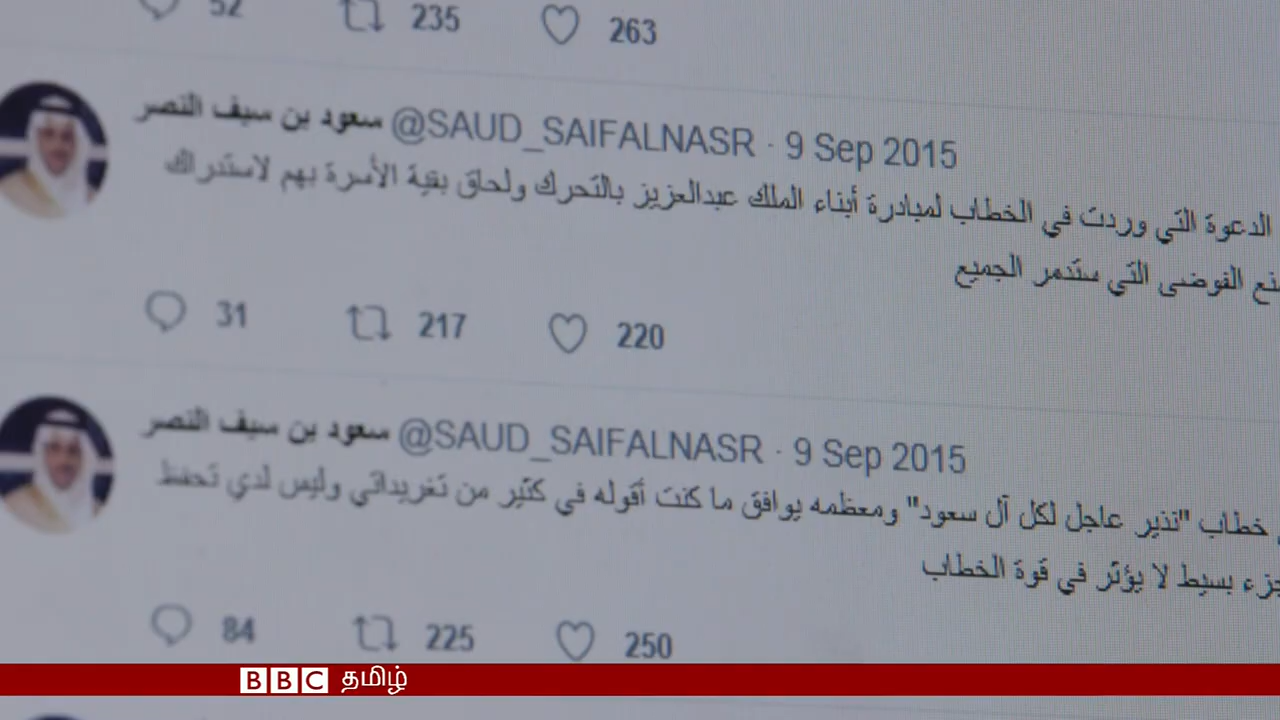 52 235 263
سعود بن سيف النصر @SAUD_SAIFALNASR · 9 Sep 2015
الدعوة التي وردت في الخطاب لمبادرة أبناء الملك عبدالعزيز بالتحرك ولحاق بقية الأسرة بهم لاستدراك
الفوضى التي ستدمر الجميع
31 217 220
سعود بن سيف النصر @SAUD_SAIFALNASR · 9 Sep 2015
خطاب "نذير عاجل لكل آل سعود" ومعظمه يوافق ما كنت أقوله في كثير من تغريداتي وليس لدي تحفظ
بسيط لا يؤثر في قوة الخطاب
84 225 250
BBC தமிழ்